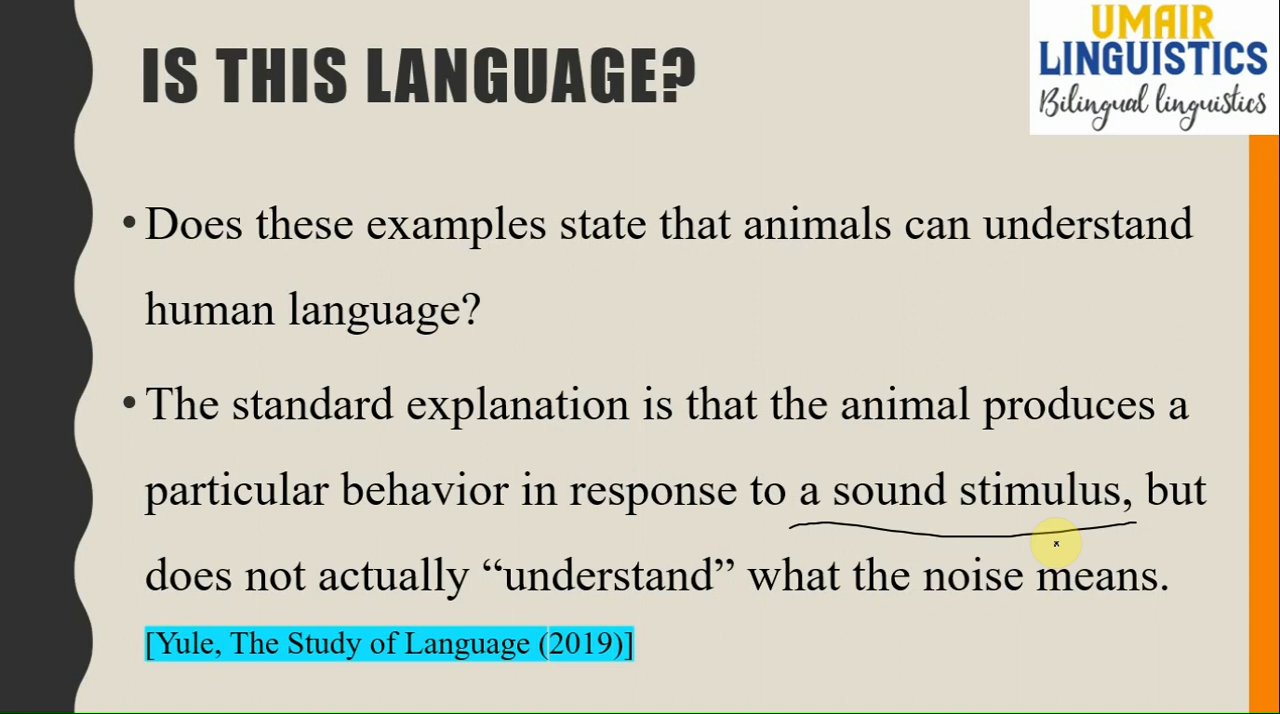 IS THIS LANGUAGE?
UMAIR
LINGUISTICS
Bilingual linguistics
• Does these examples state that animals can understand
human language?
• The standard explanation is that the animal produces a
particular behavior in response to a sound stimulus, but
does not actually “understand” what the noise means.
[Yule, The Study of Language (2019)]